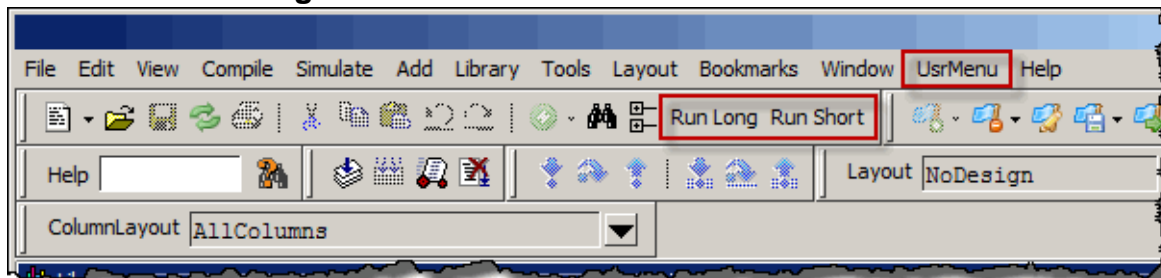 File Edit View Compile Simulate Add Library Tools Layout Bookmarks Window UsrMenu Help
Run Long Run Short
Help Layout NoDesign
ColumnLayout AllColumns